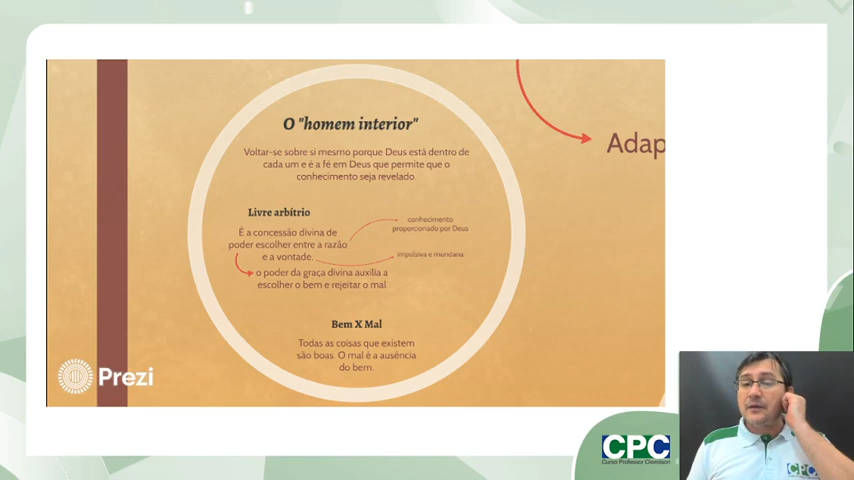 O "homem interior"
Voltar-se sobre si mesmo porque Deus está dentro de
cada um e é a fé em Deus que permite que o
conhecimento seja revelado.
Livre arbítrio
É a concessão divina de
poder escolher entre a razão
e a vontade.
conhecimento
proporcionado por Deus
impulsiva e mundana
o poder da graça divina auxilia a
escolher o bem e rejeitar o mal
Bem X Mal
Todas as coisas que existem
são boas. O mal é a ausência
do bem.
Adap
Prezi
CPC
Curso Professor Clemilson
CPC